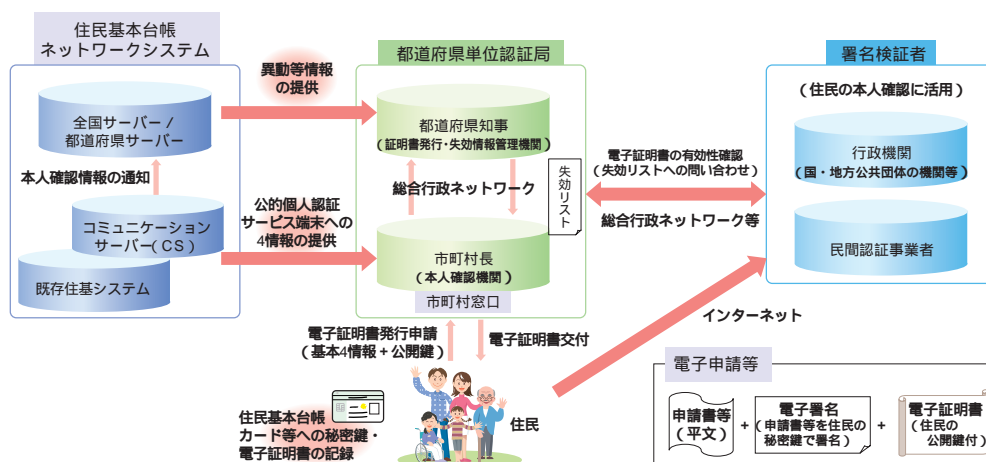 住民基本台帳
ネットワークシステム
全国サーバー /
都道府県サーバー
本人確認情報の通知
コミュニケーション
サーバー( CS )
既存住基システム
異動等情報
の提供
公的個人認証
サービス端末への
4情報の提供
都道府県単位認証局
都道府県知事
(証明書発行・失効情報管理機関)
総合行政ネットワーク
失効リスト
市町村長
(本人確認機関)
市町村窓口
電子証明書の有効性確認
(失効リストへの問い合わせ)
総合行政ネットワーク等
署名検証者
(住民の本人確認に活用)
行政機関
(国・地方公共団体の機関等)
民間認証事業者
インターネット
電子証明書発行申請
(基本4情報 + 公開鍵)
電子証明書交付
住民基本台帳
カード等への秘密鍵・
電子証明書の記録
住民
電子申請等
申請書等
(平文)
+
電子署名
(申請書等を住民の
秘密鍵で署名)
+
電子証明書
(住民の
公開鍵付)